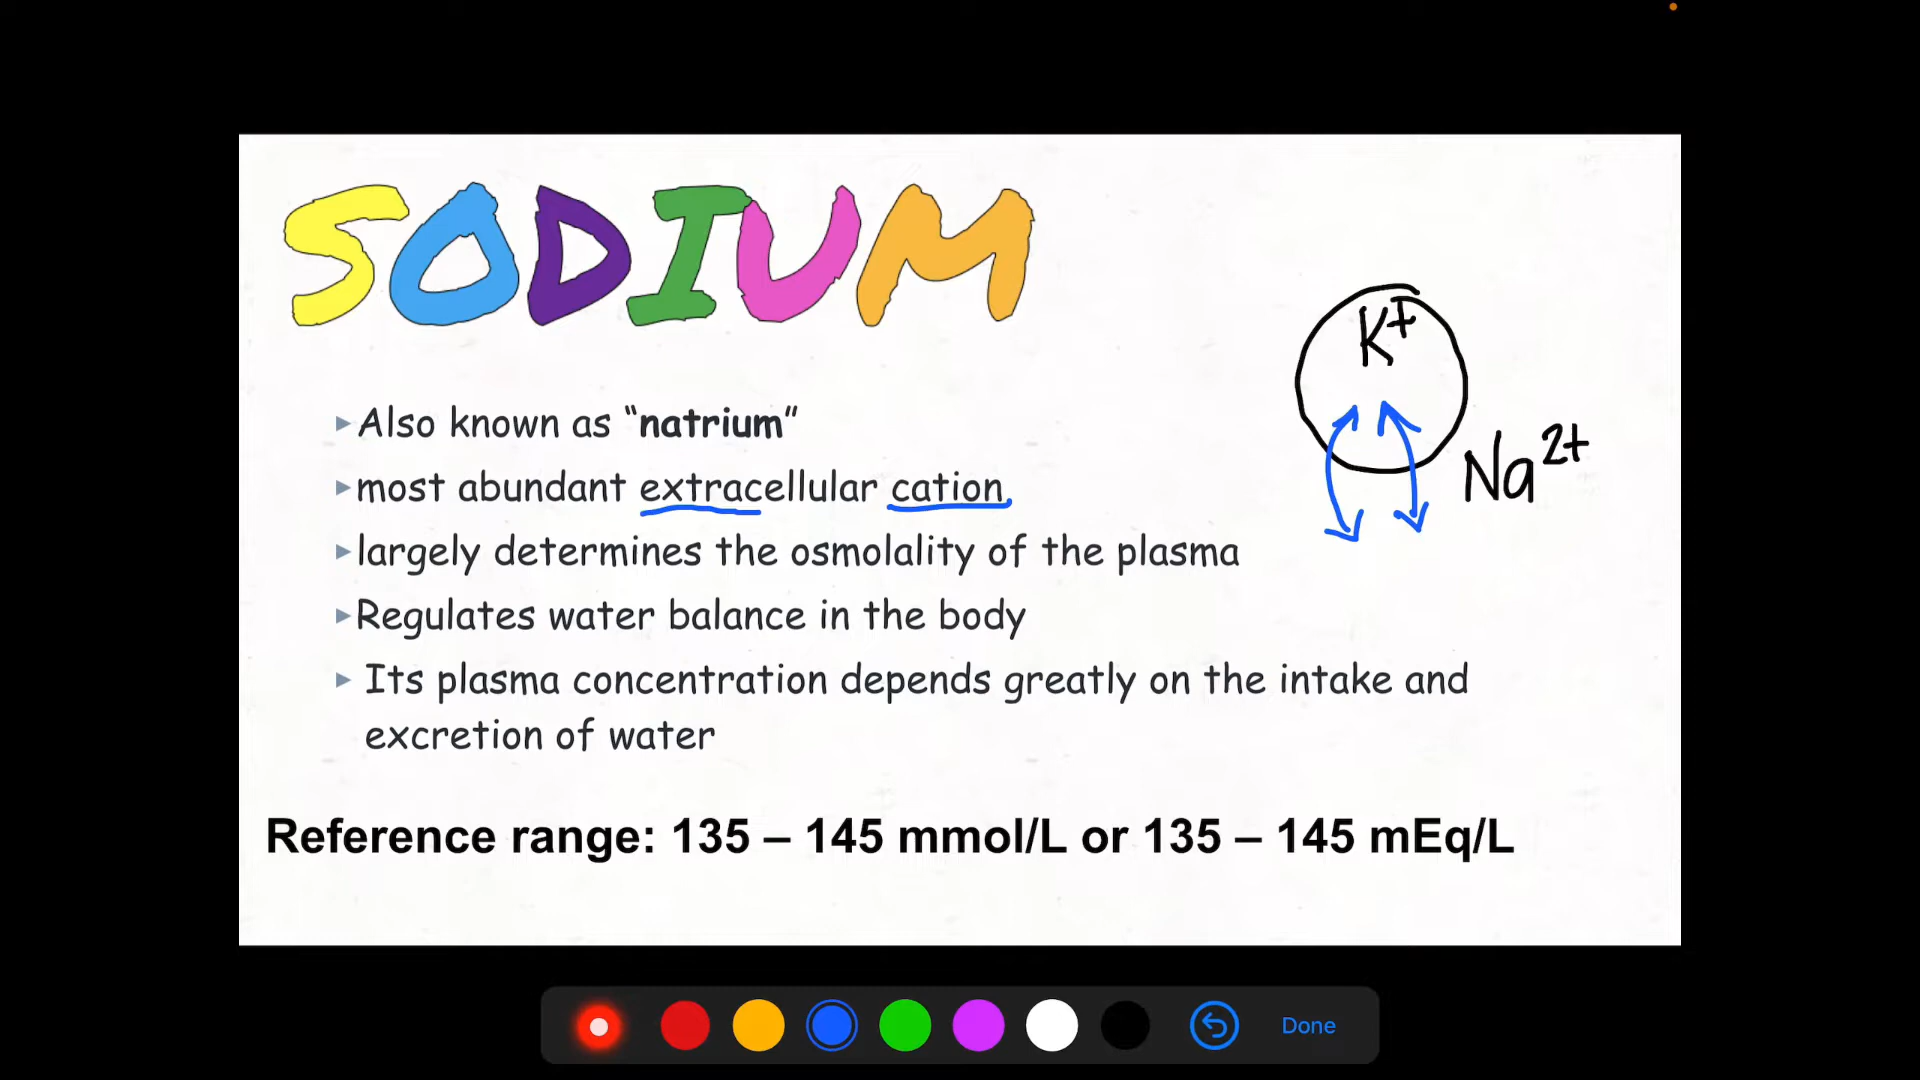 SODIUM
K+
▸Also known as “natrium”
Na2+
▸most abundant extracellular cation
▸largely determines the osmolality of the plasma
▸Regulates water balance in the body
▸Its plasma concentration depends greatly on the intake and
excretion of water
Reference range: 135 – 145 mmol/L or 135 – 145 mEq/L
Done